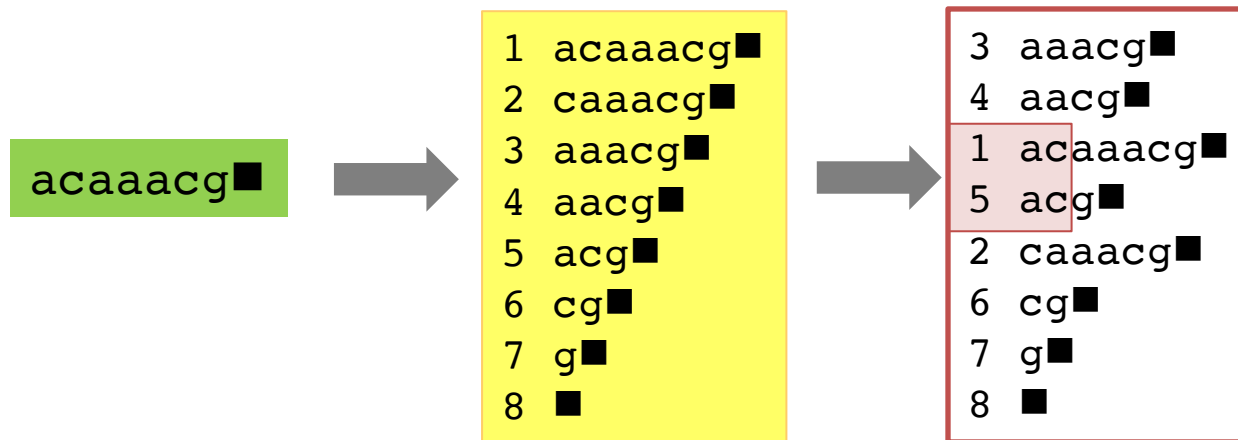 acaaacg■
1 acaaacg■
2 caaacg■
3 aaacg■
4 aacg■
5 acg■
6 cg■
7 g■
8 ■
3 aaacg■
4 aacg■
1 acaaacg■
5 acg■
2 caaacg■
6 cg■
7 g■
8 ■